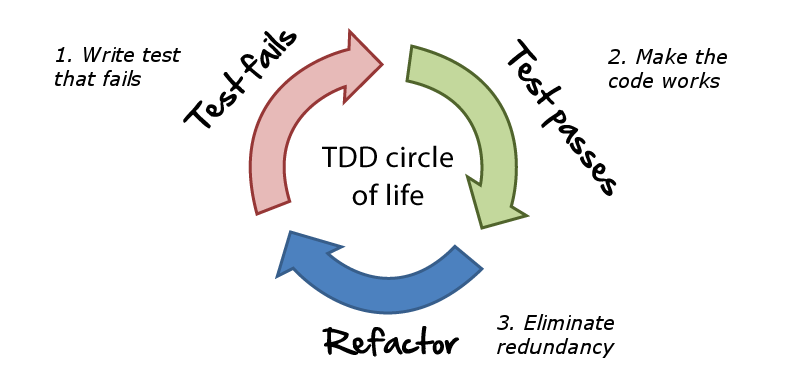 1. Write test
that fails
Test fails
Test passes
2. Make the
code works
TDD circle
of life
Refactor
3. Eliminate
redundancy